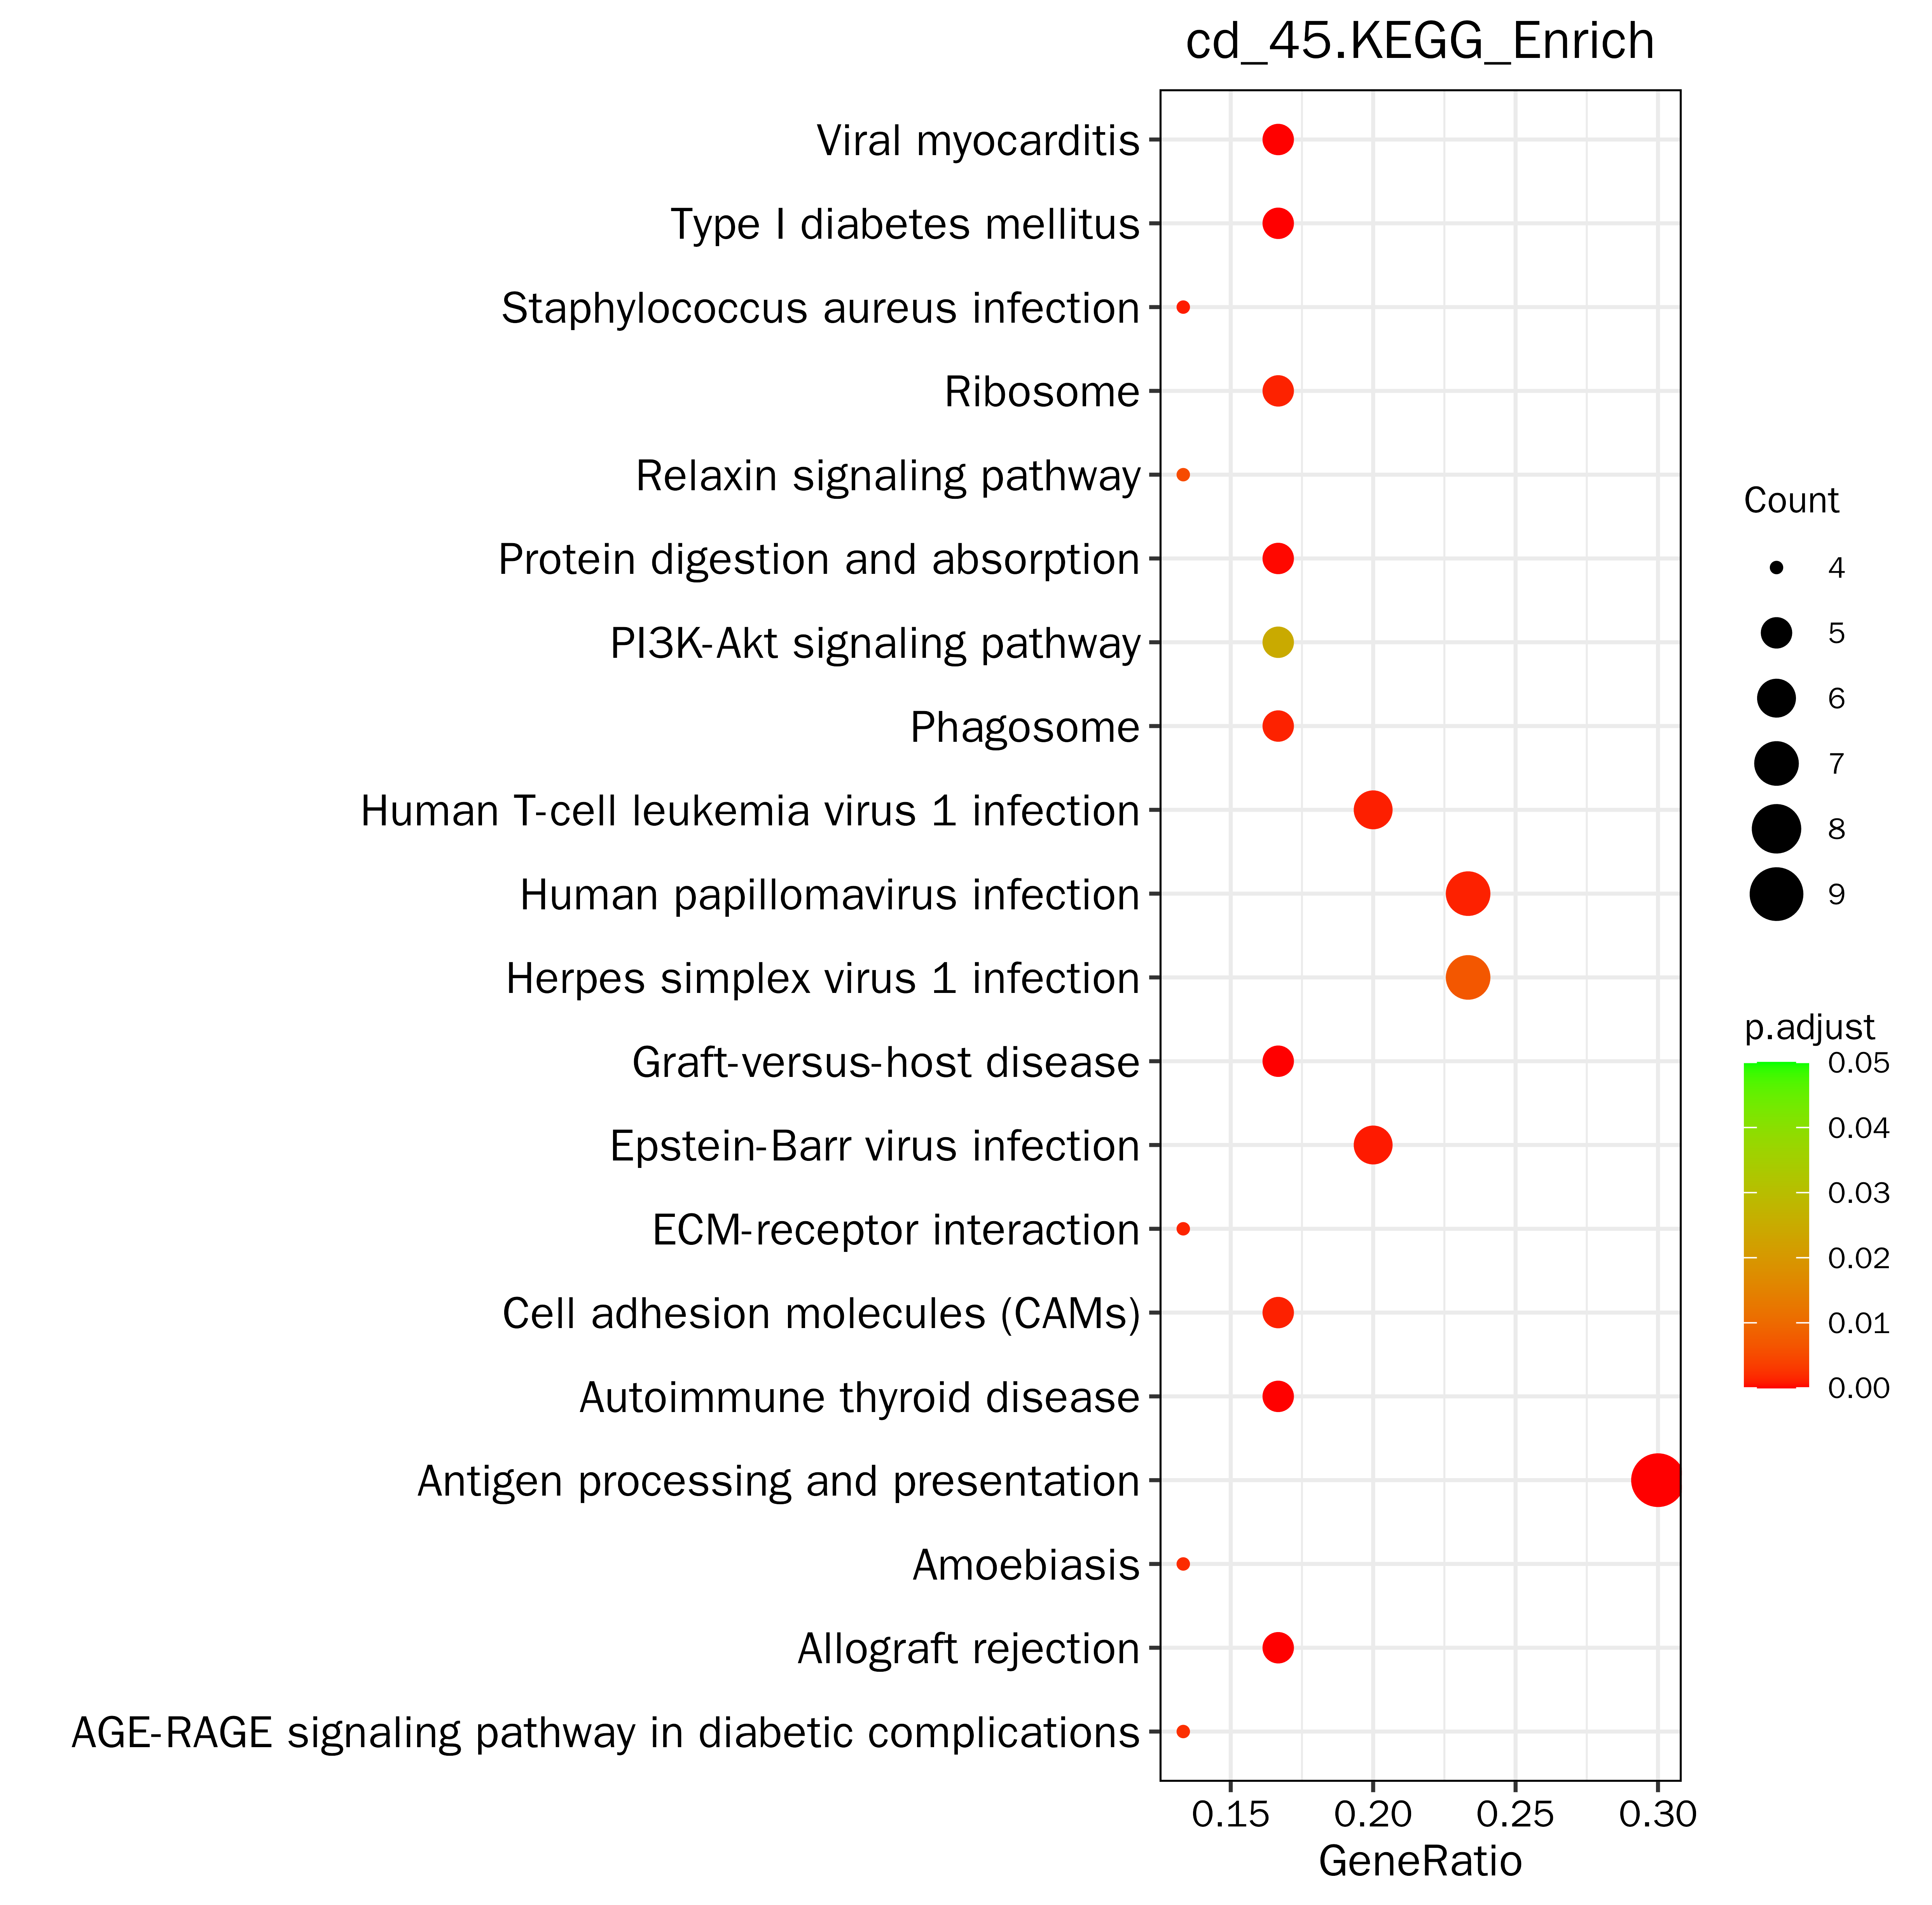 cd_45.KEGG_Enrich
Viral myocarditis
Type I diabetes mellitus
Staphylococcus aureus infection
Ribosome
Relaxin signaling pathway
Protein digestion and absorption
PI3K-Akt signaling pathway
Phagosome
Human T-cell leukemia virus 1 infection
Human papillomavirus infection
Herpes simplex virus 1 infection
Graft-versus-host disease
Epstein-Barr virus infection
ECM-receptor interaction
Cell adhesion molecules (CAMs)
Autoimmune thyroid disease
Antigen processing and presentation
Amoebiasis
Allograft rejection
AGE-RAGE signaling pathway in diabetic complications
0.15 0.20 0.25 0.30
GeneRatio
Count
4
5
6
7
8
9
p.adjust
0.05
0.04
0.03
0.02
0.01
0.00